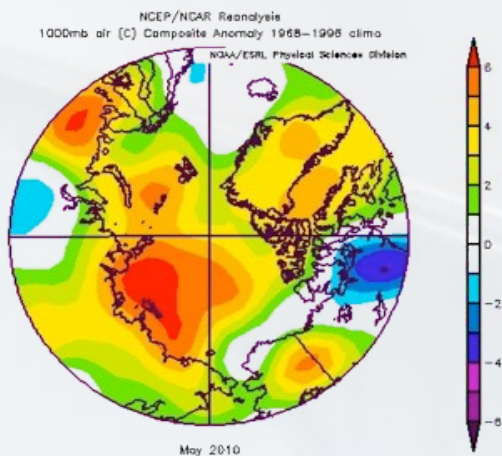 NCEP/NCAR Reanalysis
1000mb air (C) Composite Anomaly 1968-1996 climo
NOAA/ESRL Physical Sciences Division
6
4
2
0
-2
-4
-6
May 2010